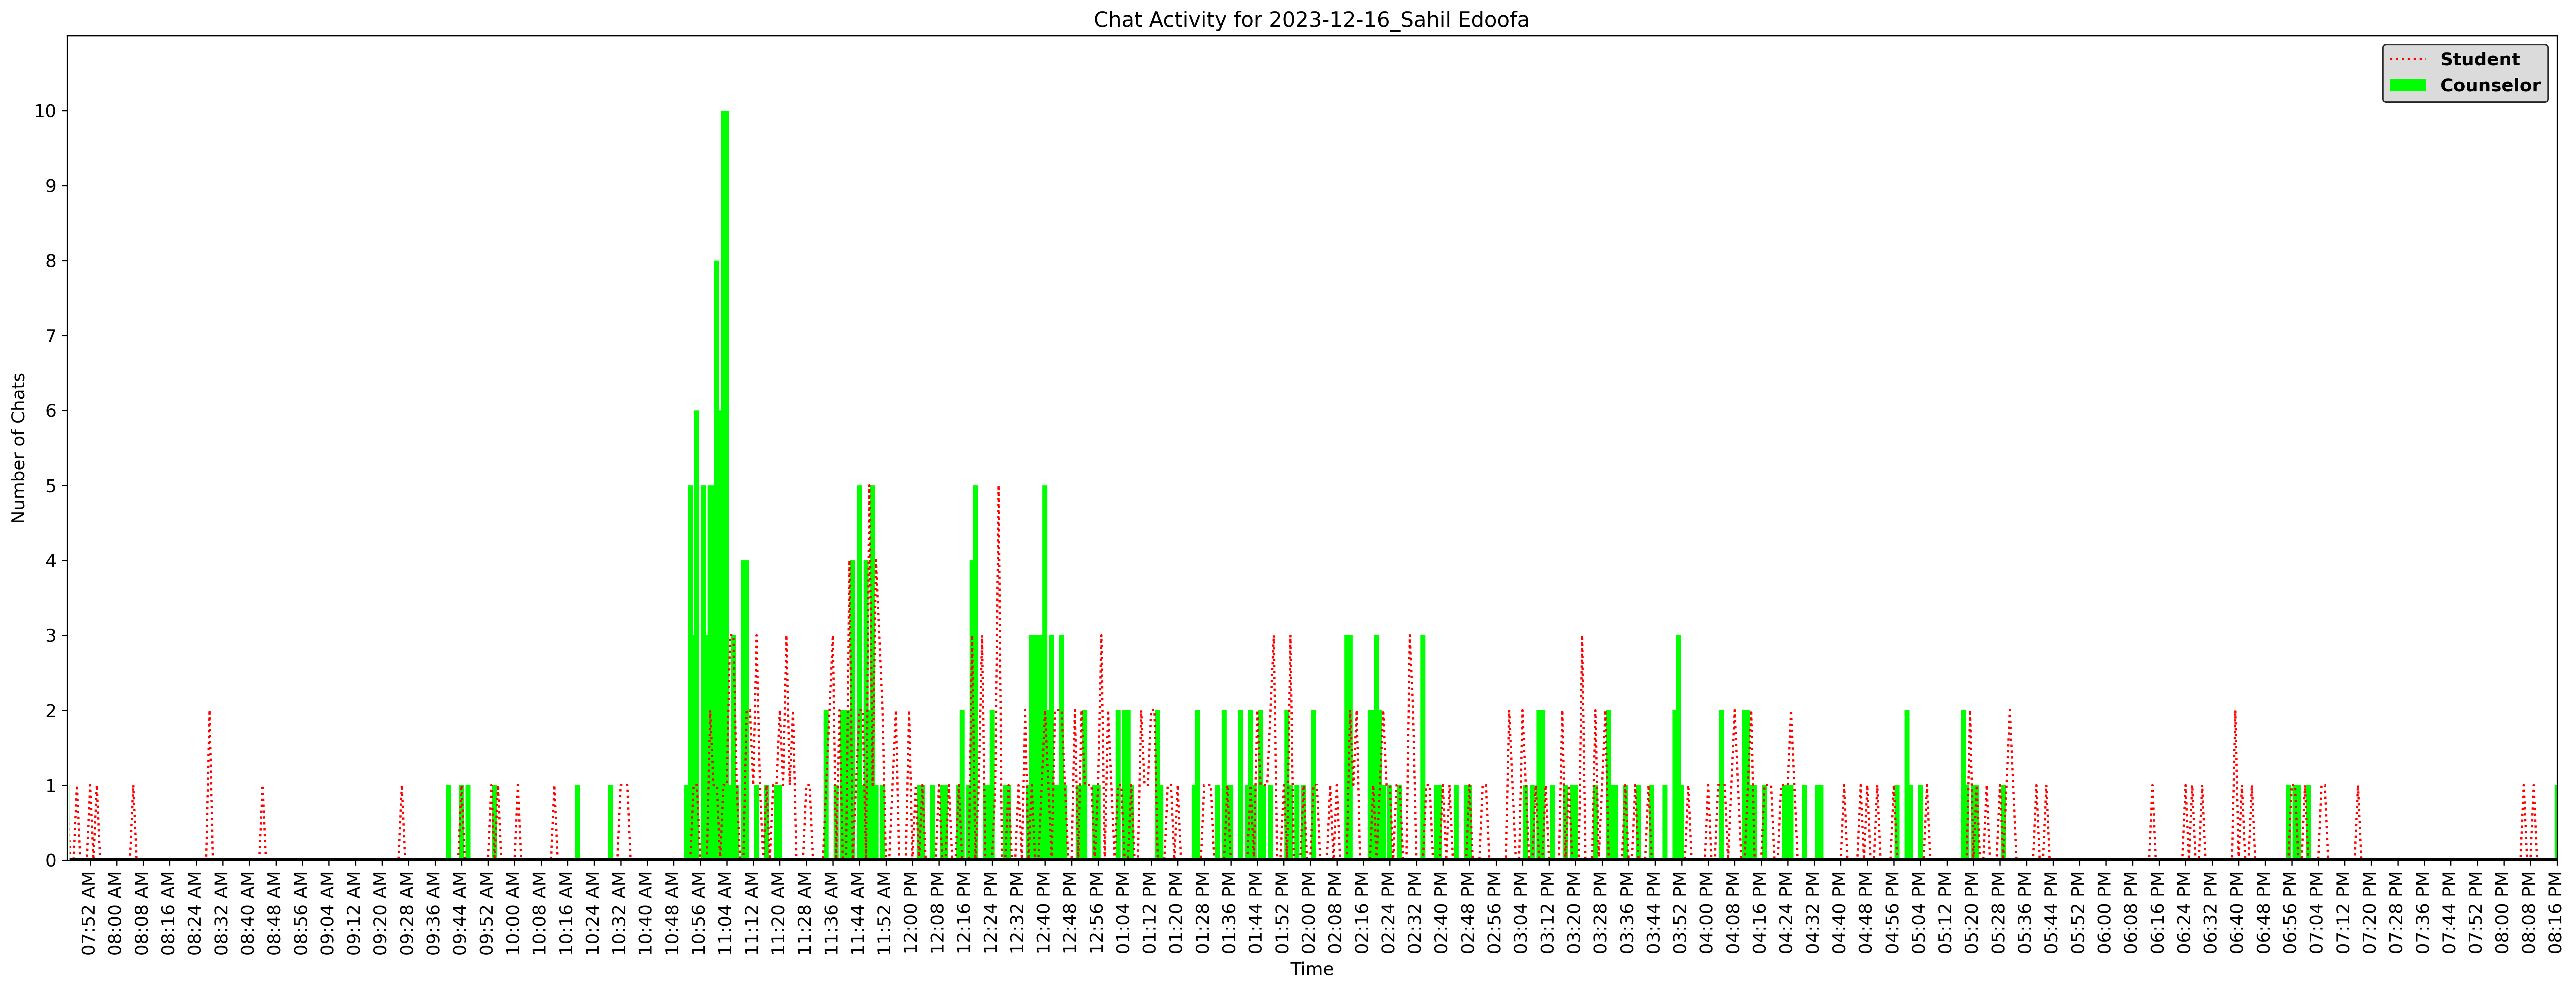 Chat Activity for 2023-12-16_Sahil Edoofa
Student
Counselor
Number of Chats
10
9
8
7
6
5
4
3
2
1
0
07:52 AM
08:00 AM
08:08 AM
08:16 AM
08:24 AM
08:32 AM
08:40 AM
08:48 AM
08:56 AM
09:04 AM
09:12 AM
09:20 AM
09:28 AM
09:36 AM
09:44 AM
09:52 AM
10:00 AM
10:08 AM
10:16 AM
10:24 AM
10:32 AM
10:40 AM
10:48 AM
10:56 AM
11:04 AM
11:12 AM
11:20 AM
11:28 AM
11:36 AM
11:44 AM
11:52 AM
12:00 PM
12:08 PM
12:16 PM
12:24 PM
12:32 PM
12:40 PM
12:48 PM
12:56 PM
01:04 PM
01:12 PM
01:20 PM
01:28 PM
01:36 PM
01:44 PM
01:52 PM
02:00 PM
02:08 PM
02:16 PM
02:24 PM
02:32 PM
02:40 PM
02:48 PM
02:56 PM
03:04 PM
03:12 PM
03:20 PM
03:28 PM
03:36 PM
03:44 PM
03:52 PM
04:00 PM
04:08 PM
04:16 PM
04:24 PM
04:32 PM
04:40 PM
04:48 PM
04:56 PM
05:04 PM
05:12 PM
05:20 PM
05:28 PM
05:36 PM
05:44 PM
05:52 PM
06:00 PM
06:08 PM
06:16 PM
06:24 PM
06:32 PM
06:40 PM
06:48 PM
06:56 PM
07:04 PM
07:12 PM
07:20 PM
07:28 PM
07:36 PM
07:44 PM
07:52 PM
08:00 PM
08:08 PM
08:16 PM
Time